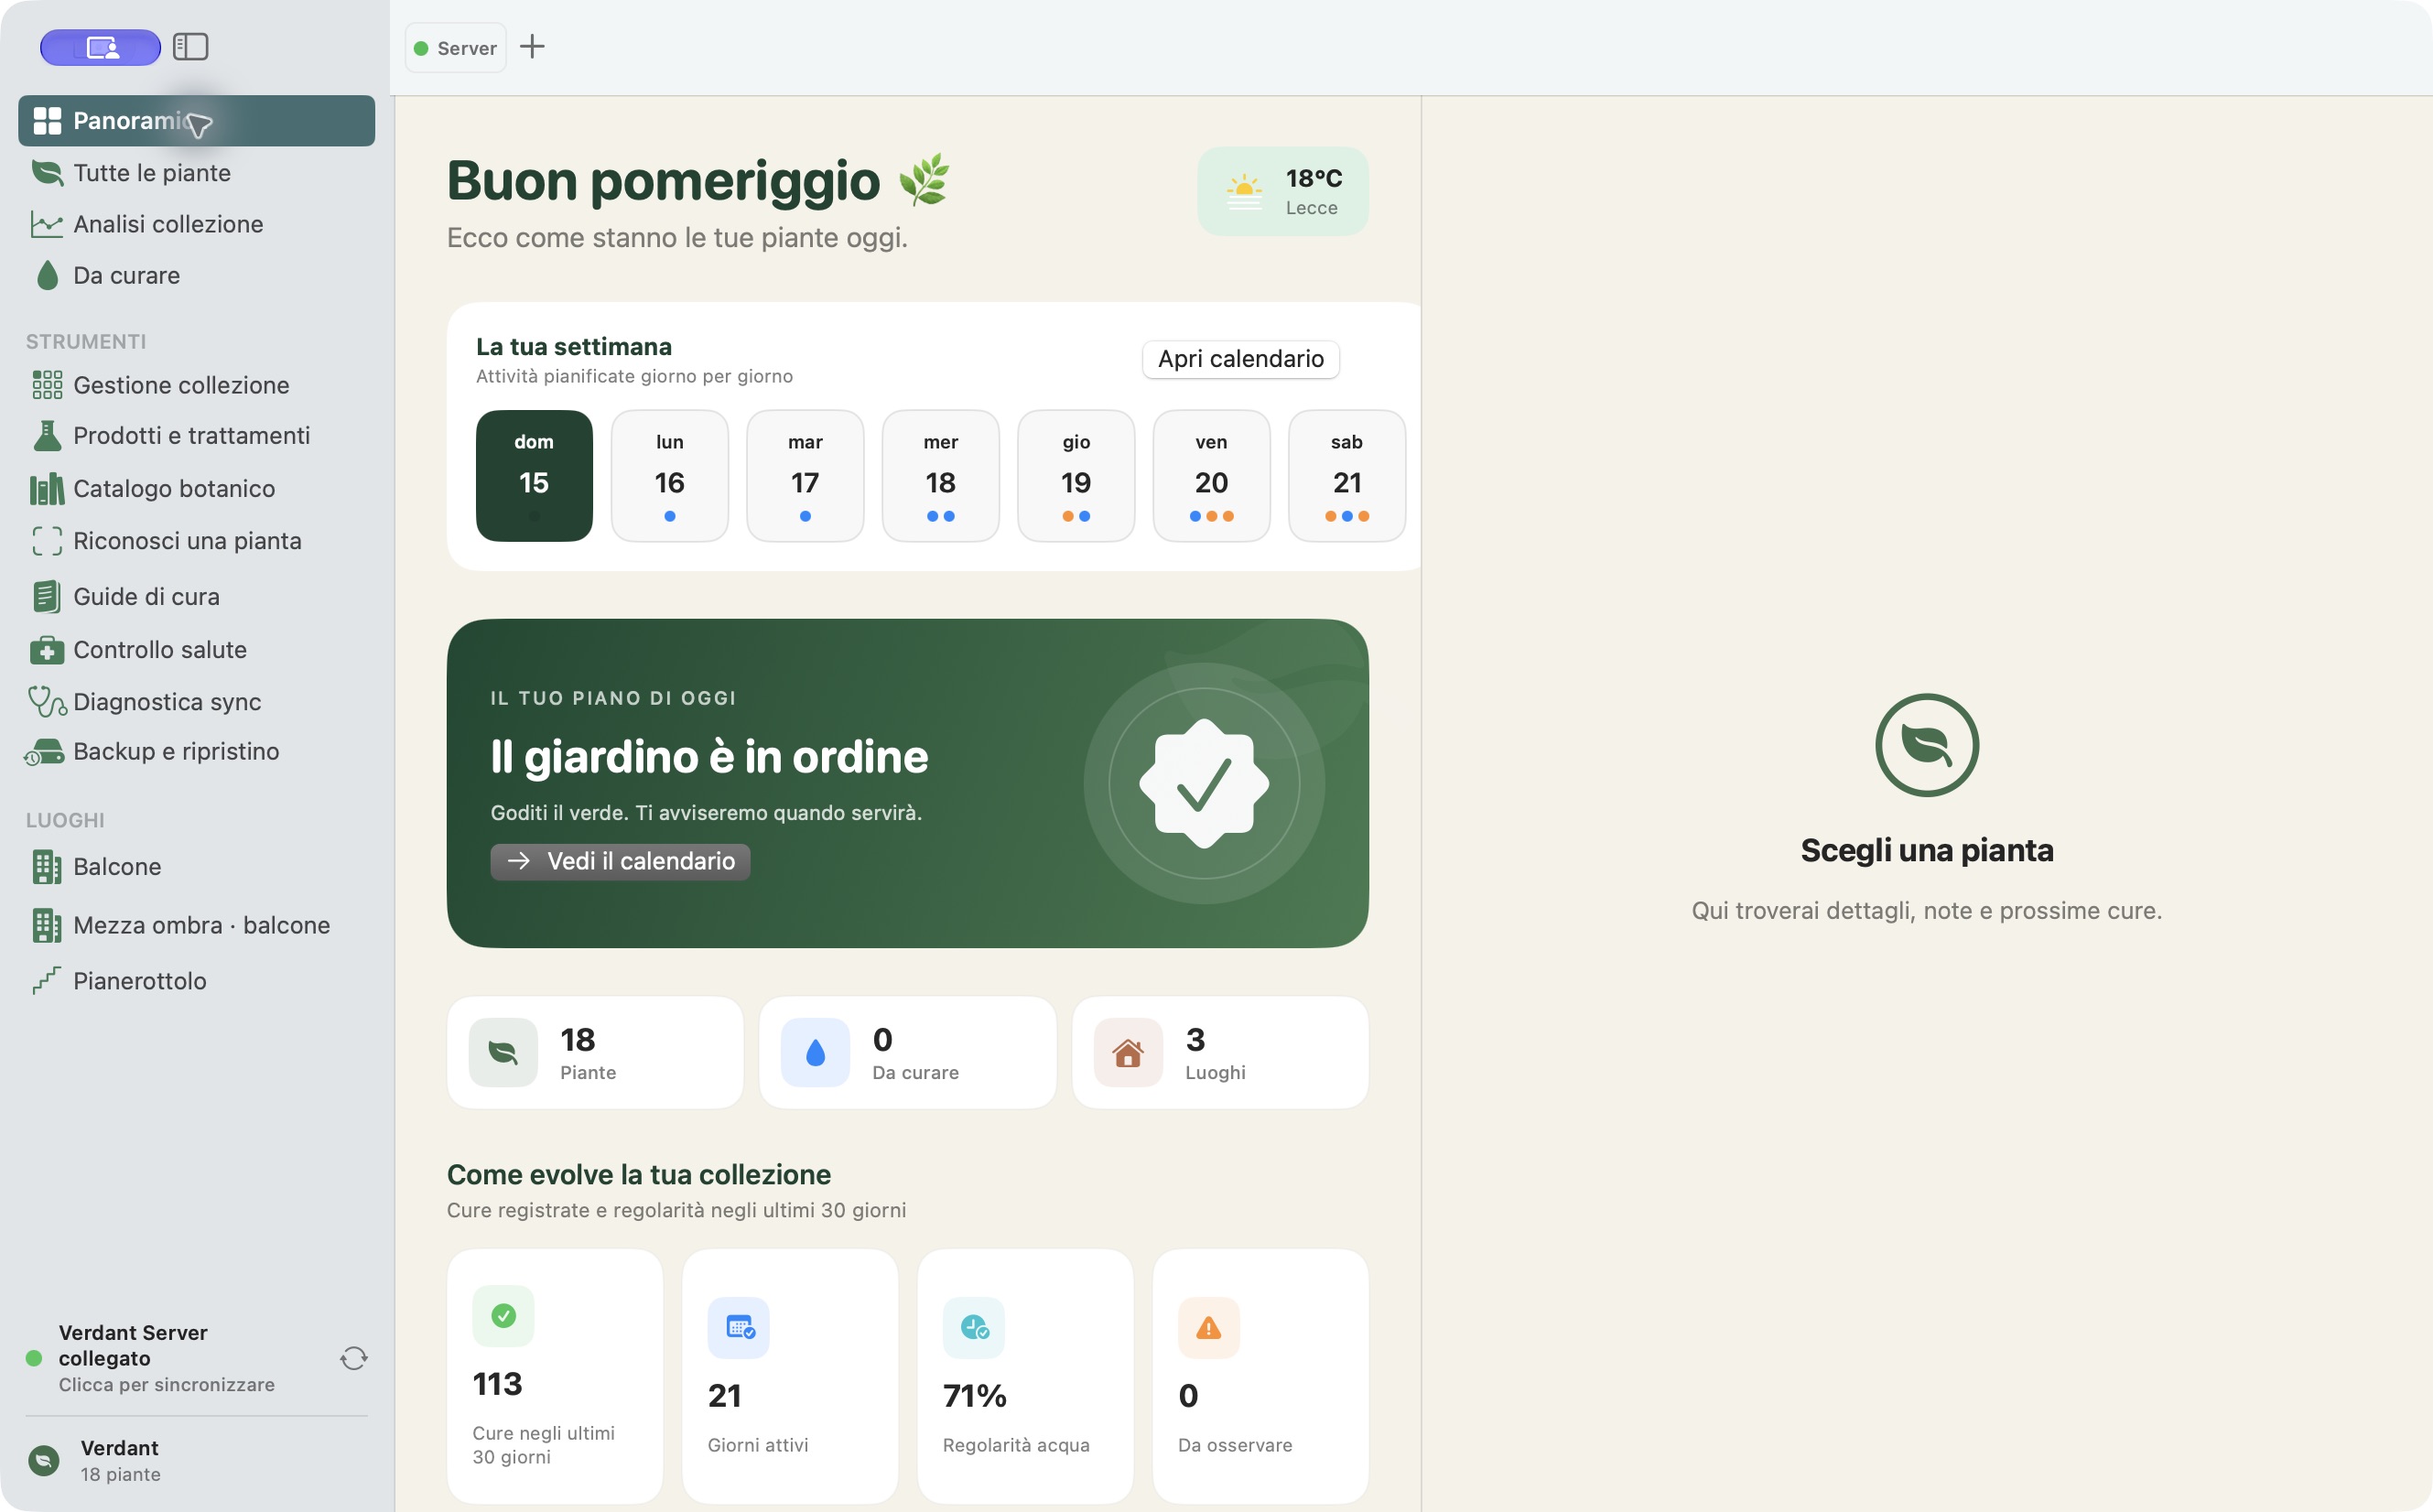 Server
Tutte le piante
Analisi collezione
Da curare
STRUMENTI
Gestione collezione
Prodotti e trattamenti
Catalogo botanico
Riconosci una pianta
Guide di cura
Controllo salute
Diagnostica sync
Backup e ripristino
LUOGHI
Balcone
Mezza ombra · balcone
Pianerottolo
Verdant Server
collegato
Clicca per sincronizzare
Verdant
18 piante
Buon pomeriggio 🌿
Ecco come stanno le tue piante oggi.
18°C
Lecce
La tua settimana
Attività pianificate giorno per giorno
Apri calendario
dom lun mar mer gio ven sab
15 16 17 18 19 20 21
IL TUO PIANO DI OGGI
Il giardino è in ordine
Goditi il verde. Ti avviseremo quando servirà.
→ Vedi il calendario
18
Piante
0
Da curare
3
Luoghi
Come evolve la tua collezione
Cure registrate e regolarità negli ultimi 30 giorni
113
Cure negli ultimi
30 giorni
21
Giorni attivi
71%
Regolarità acqua
0
Da osservare
Scegli una pianta
Qui troverai dettagli, note e prossime cure.